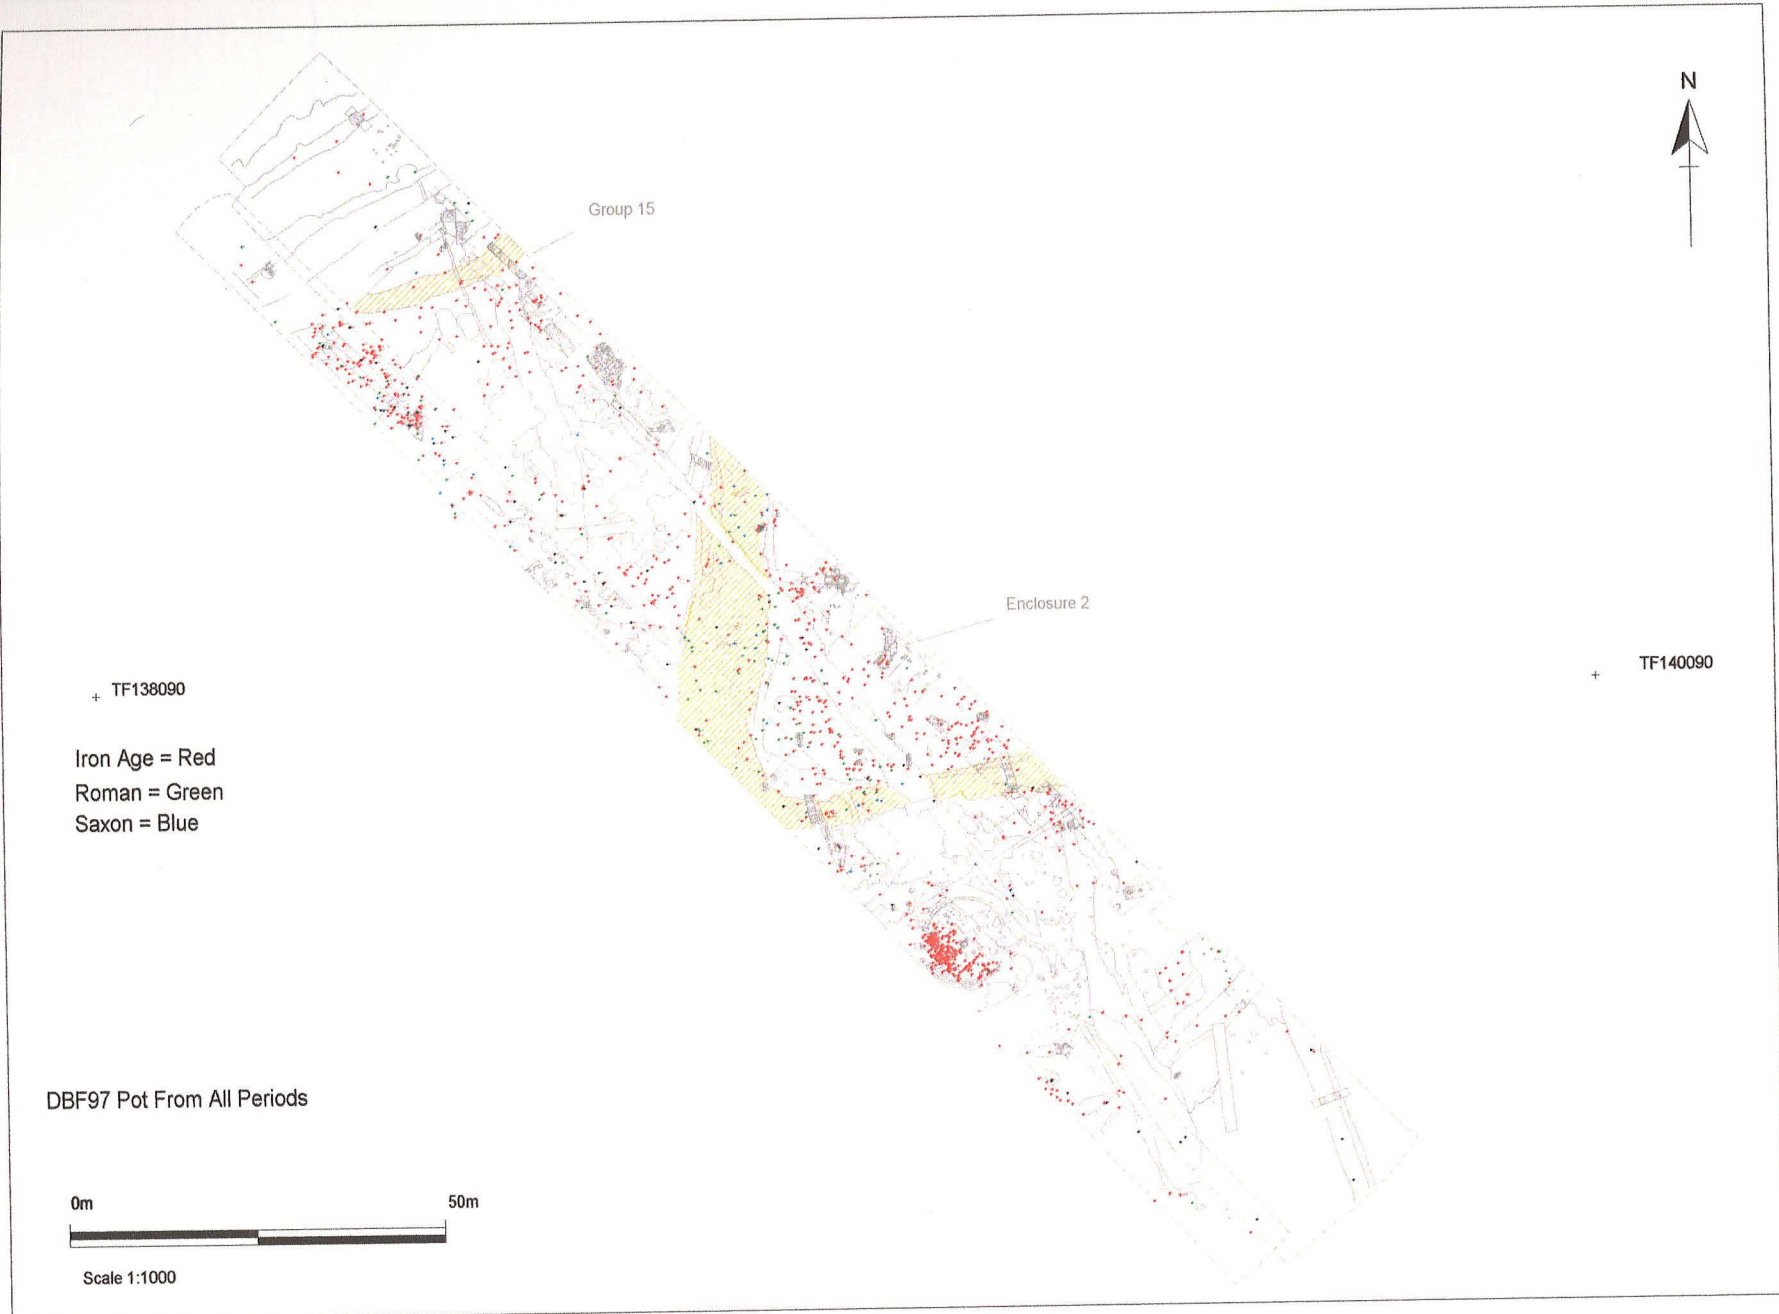 N
Group 15
Enclosure 2
TF140090
TF138090
Iron Age = Red
Roman = Green
Saxon = Blue
DBF97 Pot From All Periods
0m 50m
Scale 1:1000